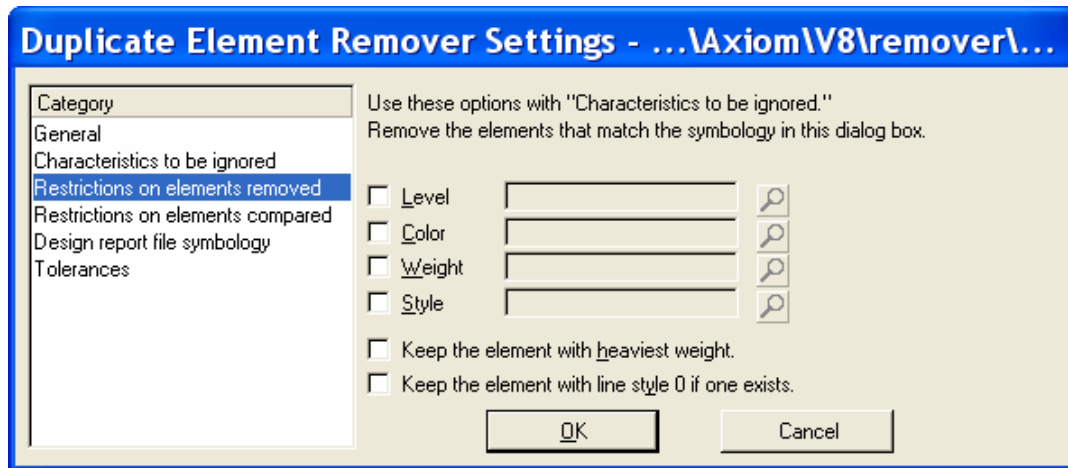 Duplicate Element Remover Settings - ...\Axiom\V8\remover\...
Category
General
Characteristics to be ignored
Restrictions on elements removed
Restrictions on elements compared
Design report file symbology
Tolerances
Use these options with "Characteristics to be ignored."
Remove the elements that match the symbology in this dialog box.
Level
Color
Weight
Style
Keep the element with heaviest weight.
Keep the element with line style 0 if one exists.
OK Cancel